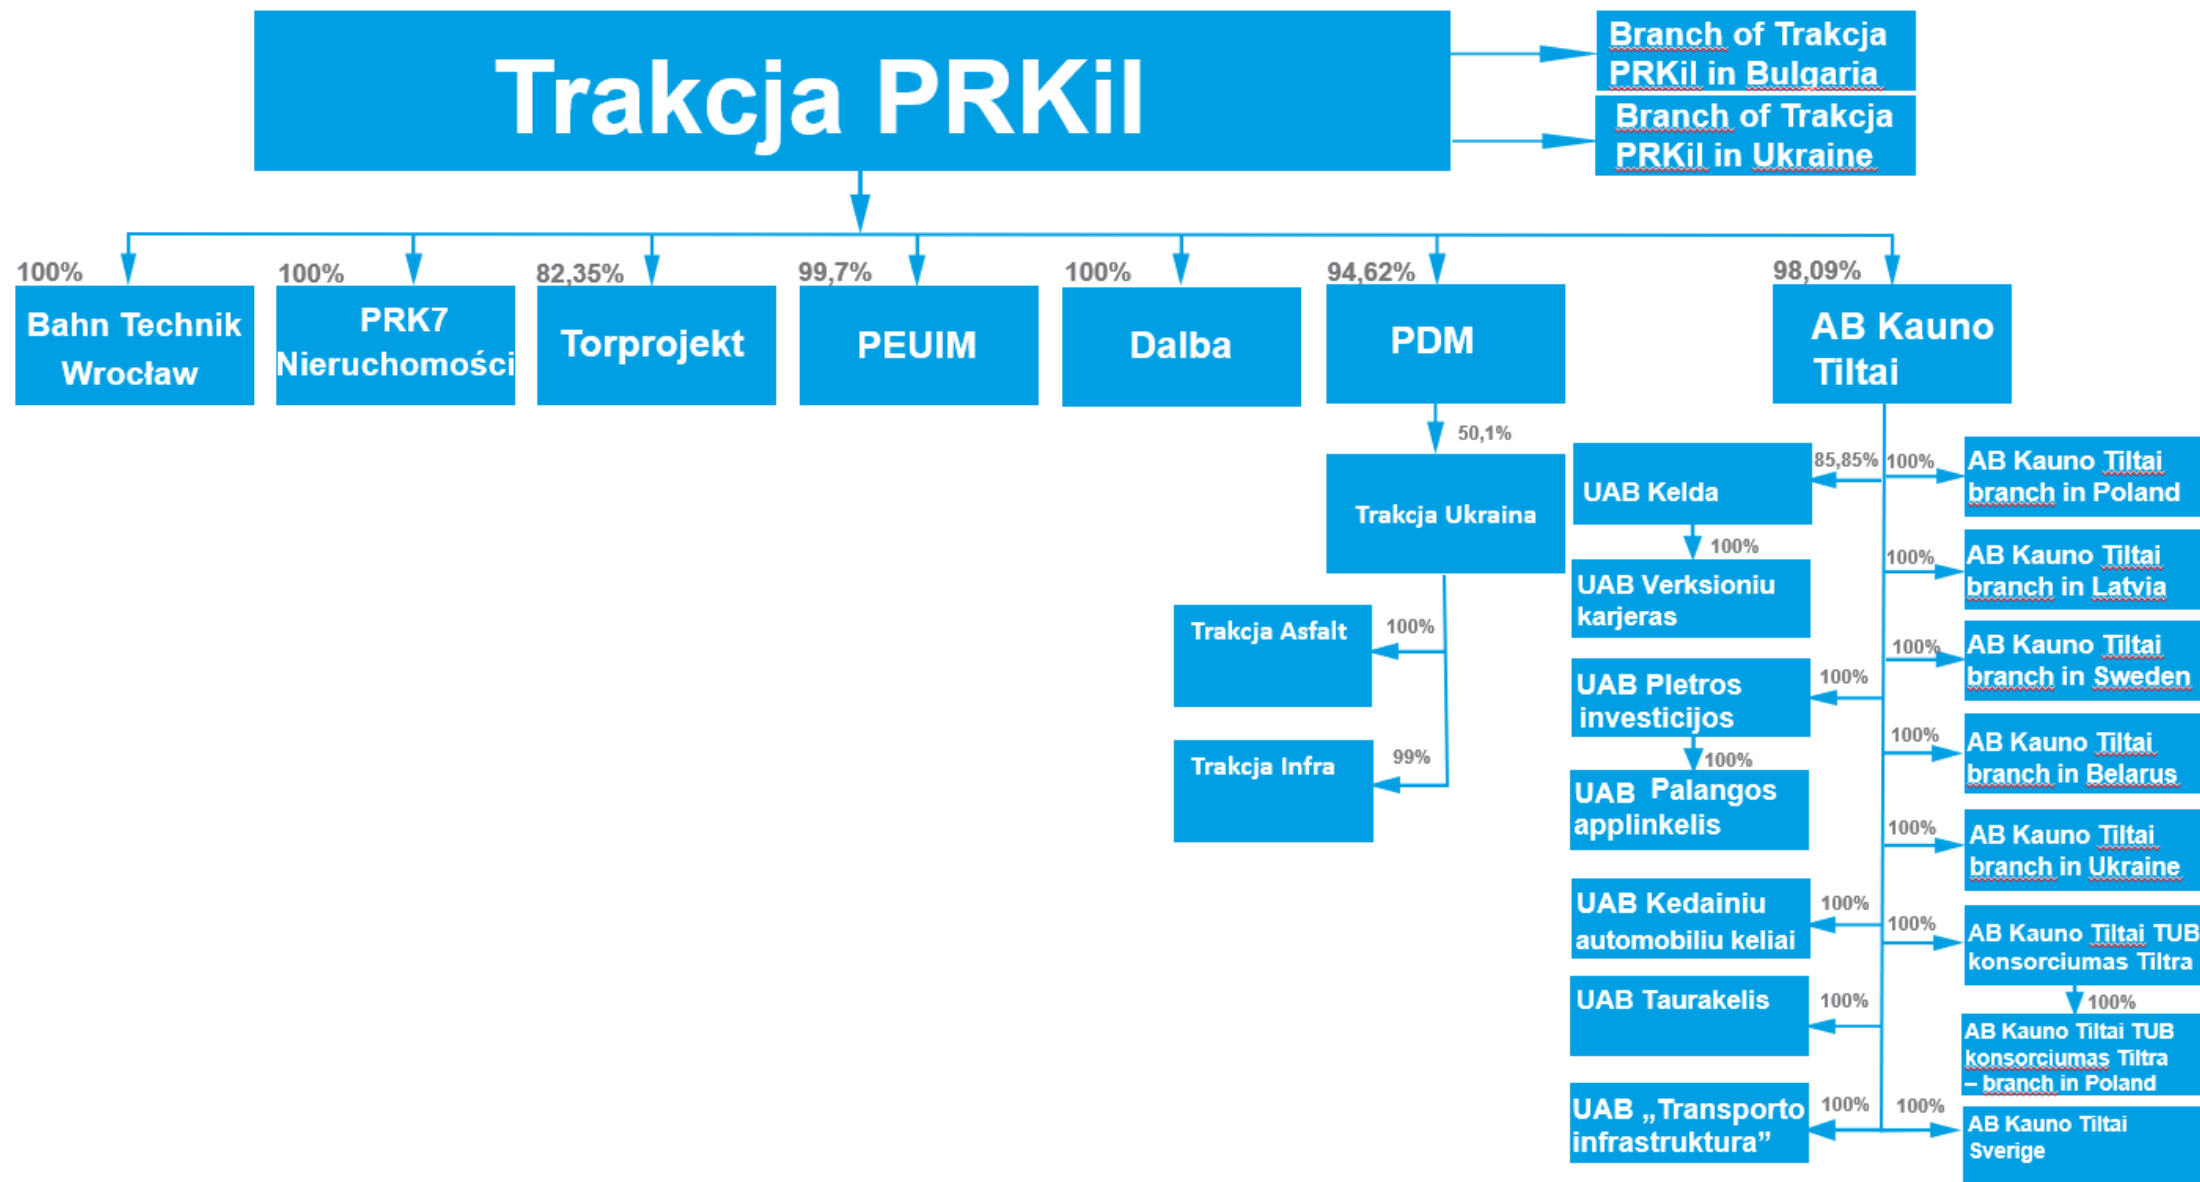 Trakcja PRKil
Branch of Trakcja
PRKil in Bulgaria
Branch of Trakcja
PRKil in Ukraine
100%
Bahn Technik
Wrocław
100%
PRK7
Nieruchomości
82,35%
Torprojekt
99,7%
PEUIM
100%
Dalba
94,62%
PDM
98,09%
AB Kauno
Tiltai
50,1%
Trakcja Ukraina
100%
Trakcja Asfalt
99%
Trakcja Infra
85,85%
UAB Kelda
100%
UAB Verksioniu
karjeras
100%
UAB Pletros
investicijos
100%
UAB Palangos
applinkelis
100%
UAB Kedainiu
automobiliu keliai
100%
UAB Taurakelis
100%
UAB „Transporto
infrastruktura”
100%
AB Kauno Tiltai
branch in Poland
100%
AB Kauno Tiltai
branch in Latvia
100%
AB Kauno Tiltai
branch in Sweden
100%
AB Kauno Tiltai
branch in Belarus
100%
AB Kauno Tiltai
branch in Ukraine
100%
AB Kauno Tiltai TUB
konsorciumas Tiltra
100%
AB Kauno Tiltai TUB
konsorciumas Tiltra
– branch in Poland
100%
AB Kauno Tiltai
Sverige